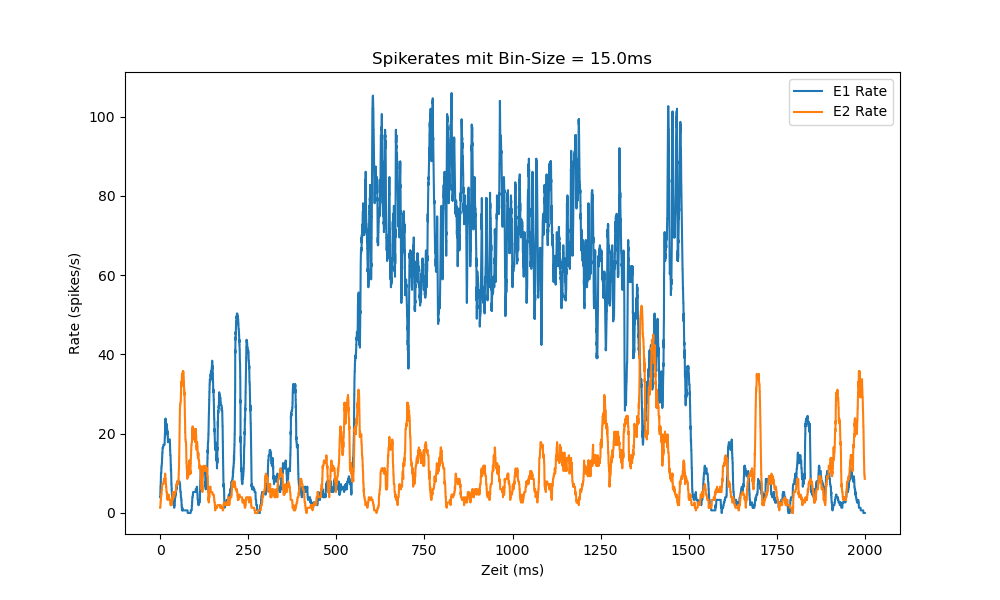 Spikerates mit Bin-Size = 15.0ms
E1 Rate
E2 Rate
Rate (spikes/s)
100
80
60
40
20
0
0 250 500 750 1000 1250 1500 1750 2000
Zeit (ms)